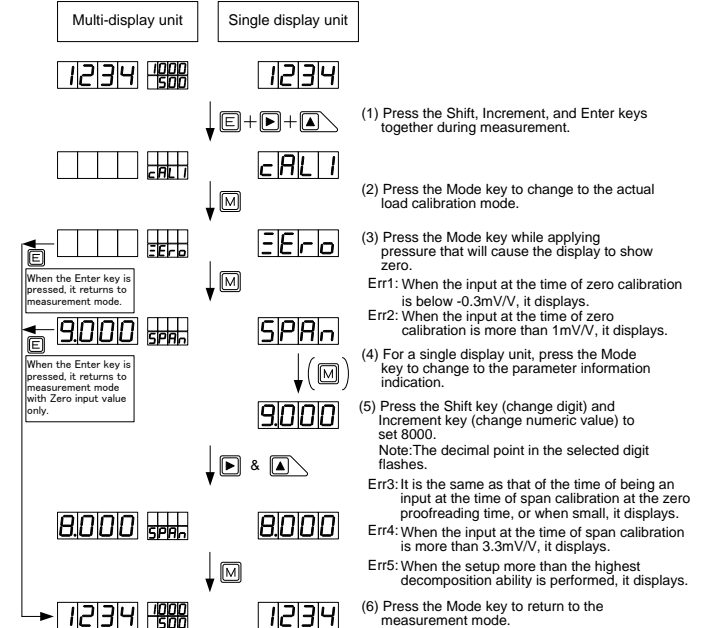 Multi-display unit Single display unit
1234 1000 1234
500
E + + (1) Press the Shift, Increment, and Enter keys
together during measurement.
cAL1 cAL1
M (2) Press the Mode key to change to the actual
load calibration mode.
ZEro ZEro (3) Press the Mode key while applying
pressure that will cause the display to show
zero.
E
When the Enter key is
pressed, it returns to
measurement mode.
M
Err1: When the input at the time of zero calibration
is below -0.3mV/V, it displays.
Err2: When the input at the time of zero
calibration is more than 1mV/V, it displays.
9.000 SPAn SPAn
E
When the Enter key is
pressed, it returns to
measurement mode
with Zero input value
only.
(M) (4) For a single display unit, press the Mode
key to change to the parameter information
indication.
9.000 (5) Press the Shift key (change digit) and
Increment key (change numeric value) to
set 8000.
Note:The decimal point in the selected digit
flashes.
&
Err3: It is the same as that of the time of being an
input at the time of span calibration at the zero
proofreading time, or when small, it displays.
8.000 SPAn 8.000
Err4: When the input at the time of span calibration
is more than 3.3mV/V, it displays.
Err5: When the setup more than the highest
decomposition ability is performed, it displays.
M
1234 1000 1234
500
(6) Press the Mode key to return to the
measurement mode.